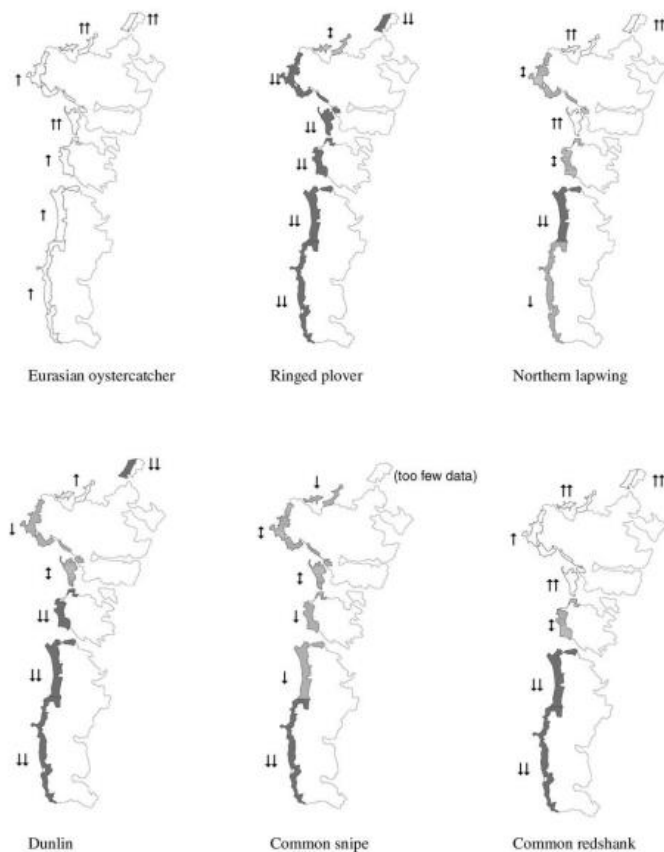 Eurasian oystercatcher
Ringed plover
Northern lapwing
(too few data)
Dunlin
Common snipe
Common redshank